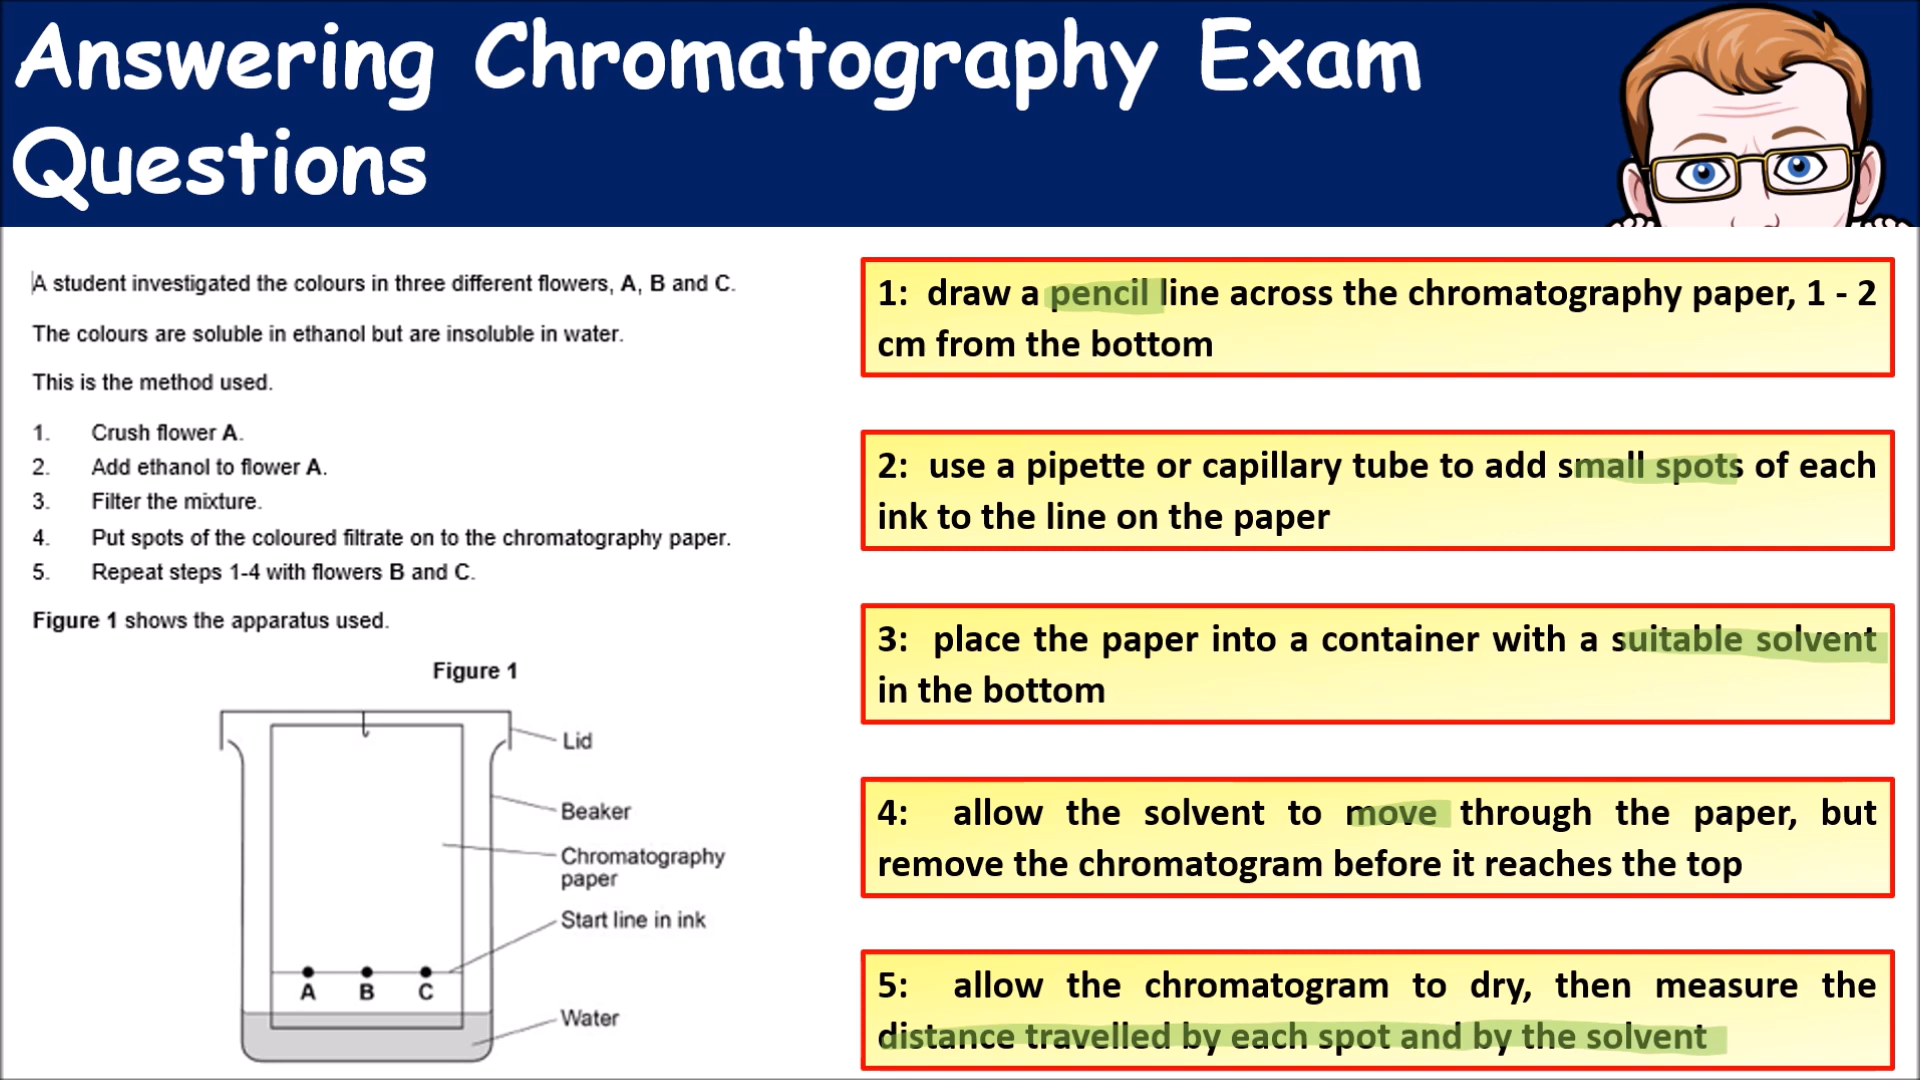 Answering Chromatography Exam
Questions
A student investigated the colours in three different flowers, A, B and C.
The colours are soluble in ethanol but are insoluble in water.
This is the method used.
1. Crush flower A.
2. Add ethanol to flower A.
3. Filter the mixture.
4. Put spots of the coloured filtrate on to the chromatography paper.
5. Repeat steps 1-4 with flowers B and C.
Figure 1 shows the apparatus used.
Figure 1
Lid
Beaker
Chromatography
paper
Start line in ink
A B C
Water
1: draw a pencil line across the chromatography paper, 1 - 2
cm from the bottom
2: use a pipette or capillary tube to add small spots of each
ink to the line on the paper
3: place the paper into a container with a suitable solvent
in the bottom
4: allow the solvent to move through the paper, but
remove the chromatogram before it reaches the top
5: allow the chromatogram to dry, then measure the
distance travelled by each spot and by the solvent